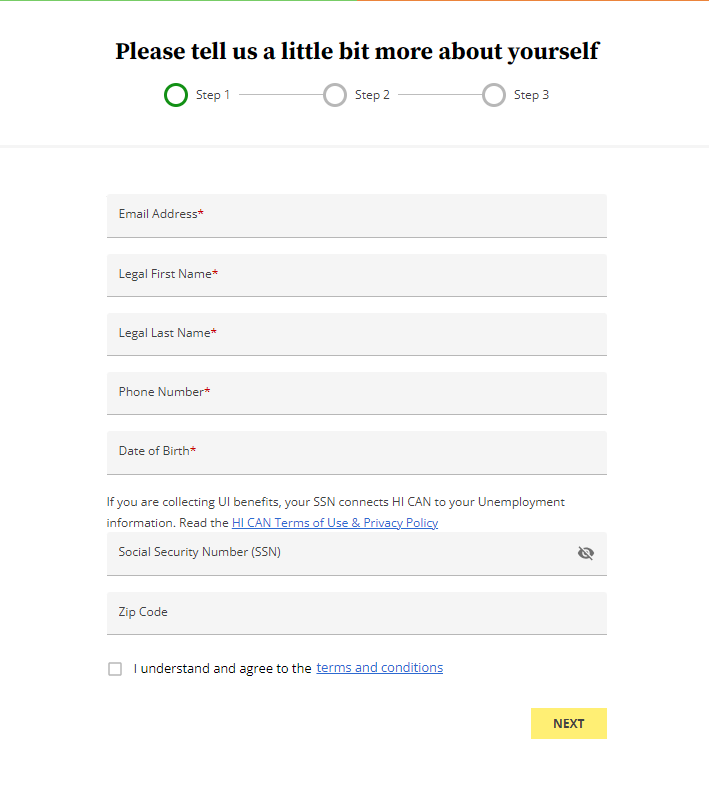 Please tell us a little bit more about yourself
Step 1 Step 2 Step 3
Email Address*
Legal First Name*
Legal Last Name*
Phone Number*
Date of Birth*
If you are collecting UI benefits, your SSN connects HI CAN to your Unemployment
information. Read the HI CAN Terms of Use & Privacy Policy
Social Security Number (SSN)
Zip Code
I understand and agree to the terms and conditions
NEXT